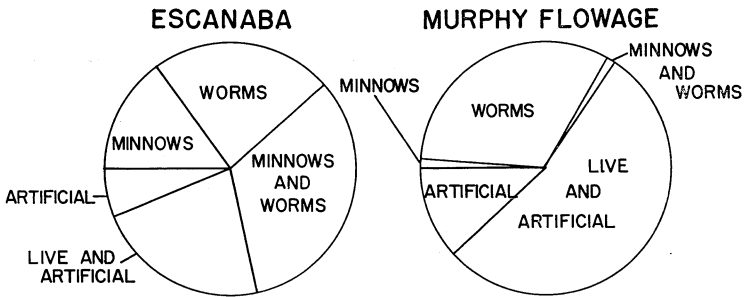 ESCANABA
WORMS
MINNOWS
MINNOWS
AND
WORMS
ARTIFICIAL
LIVE AND
ARTIFICIAL
MURPHY FLOWAGE
MINNOWS
AND
WORMS
MINNOWS
WORMS
LIVE
AND
ARTIFICIAL
ARTIFICIAL